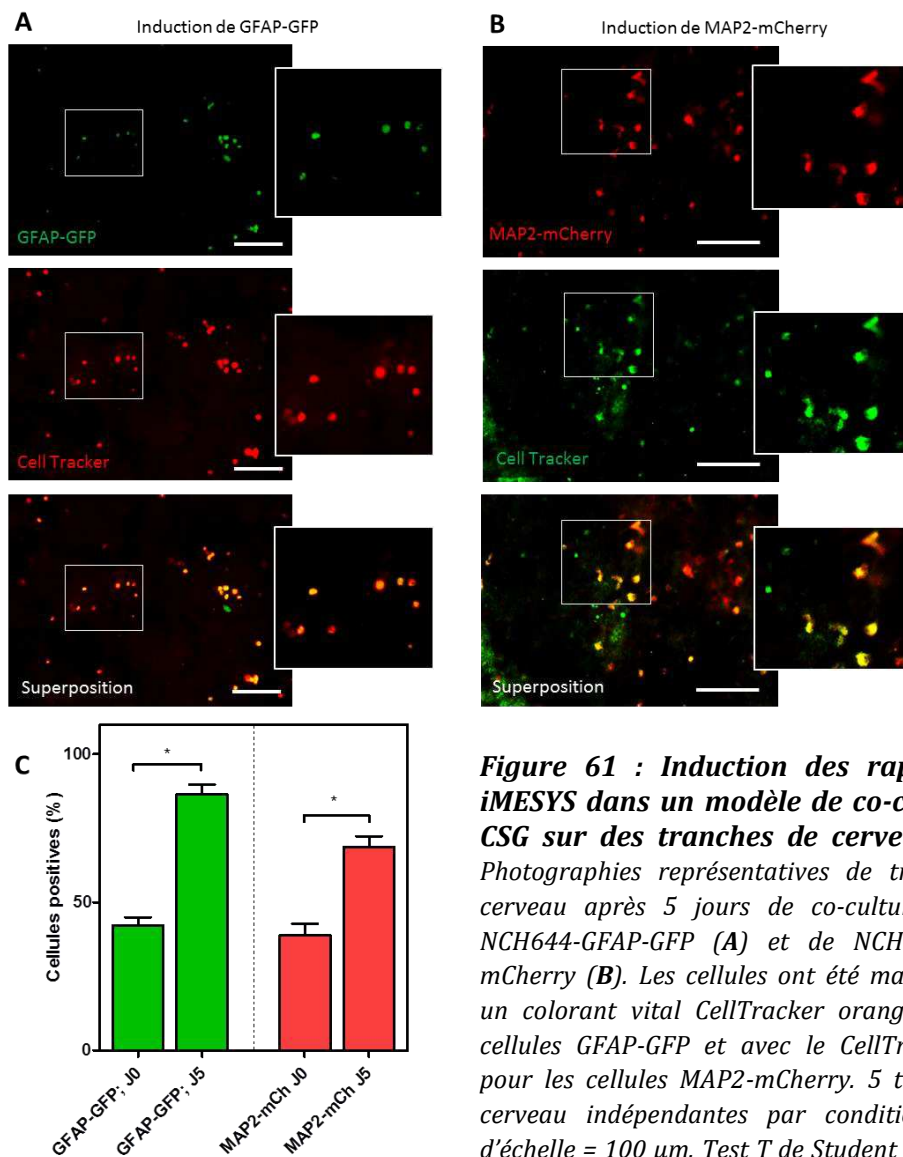 A
Induction de GFAP-GFP
GFAP-GFP
Cell Tracker
Superposition
B
Induction de MAP2-mCherry
MAP2-mCherry
Cell Tracker
Superposition
C
Cellules positives (%)
100
50
0
*
*
GFAP-GFP; J0
GFAP-GFP; J5
MAP2-mCh J0
MAP2-mCh J5
Figure 61 : Induction des rap
iMESYS dans un modèle de co-c
CSG sur des tranches de cerve
Photographies représentatives de tr
cerveau après 5 jours de co-cultur
NCH644-GFAP-GFP (A) et de NCH
mCherry (B). Les cellules ont été ma
un colorant vital CellTracker orang
cellules GFAP-GFP et avec le CellTr
pour les cellules MAP2-mCherry. 5 t
cerveau indépendantes par conditio
d'échelle = 100 µm. Test T de Student